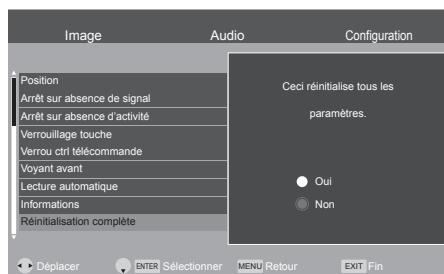 Image Audio Configuration
Position
Arrêt sur absence de signal
Arrêt sur absence d'activité
Verrouillage touche
Verrou ctrl télécommande
Voyant avant
Lecture automatique
Informations
Réinitialisation complète
Ceci réinitialise tous les
paramètres.
Oui
Non
Déplacer ENTER Sélectionner MENU Retour EXIT Fin